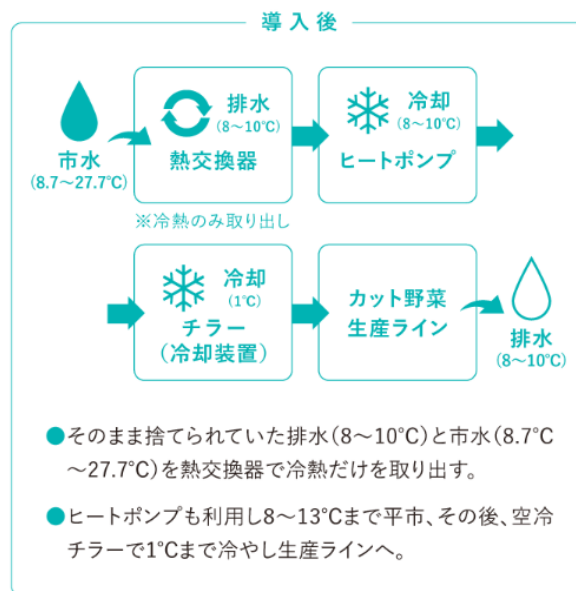 導入後
市水
(8.7〜27.7℃)
排水
(8〜10℃)
熱交換器
冷却
(8〜10℃)
ヒートポンプ
※冷熱のみ取り出し
冷却
(1℃)
チラー
(冷却装置)
カット野菜
生産ライン
排水
(8〜10℃)
●そのまま捨てられていた排水(8〜10℃)と市水(8.7℃
〜27.7℃)を熱交換器で冷熱だけを取り出す。
●ヒートポンプも利用し8〜13℃まで平市、その後、空冷
チラーで1℃まで冷やし生産ラインへ。